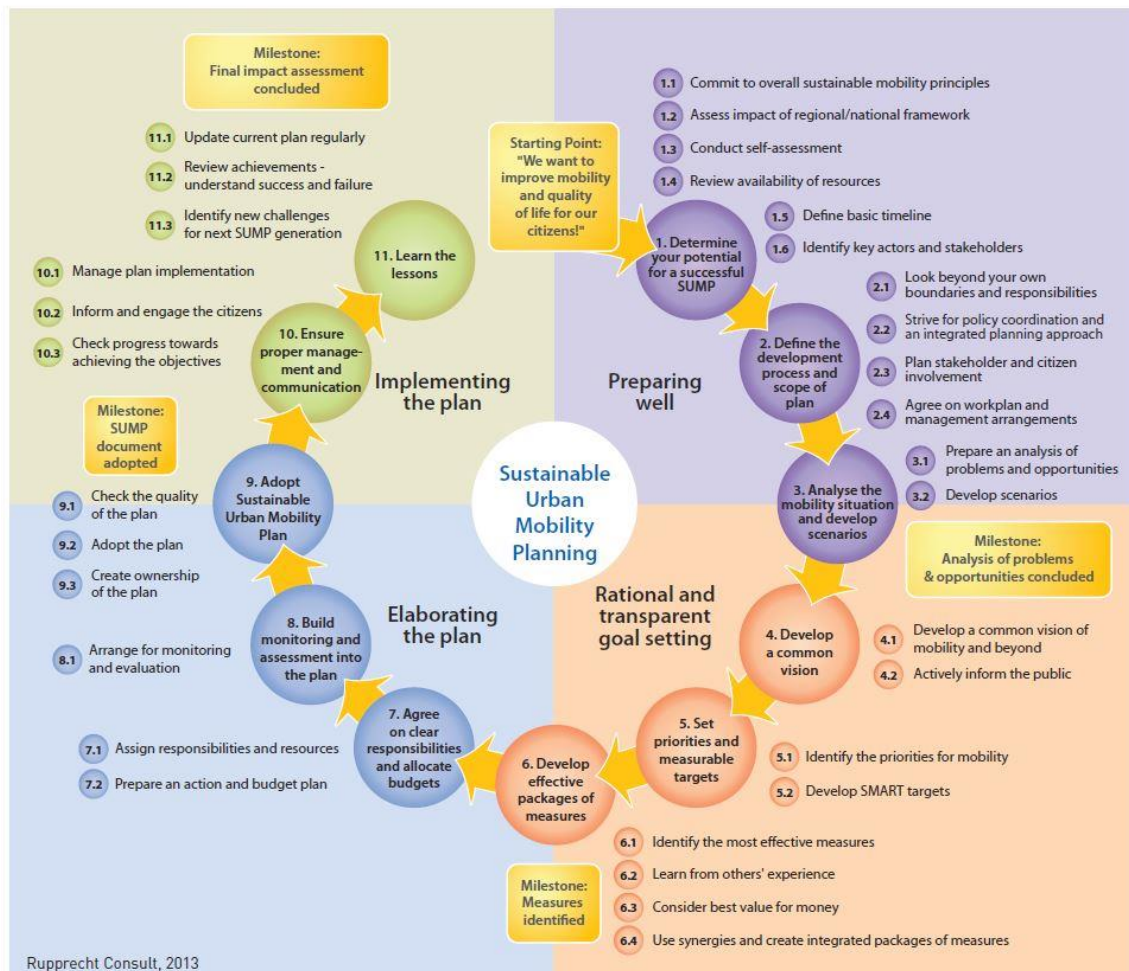 Milestone:
Final impact assessment
concluded
11.1 Update current plan regularly
11.2 Review achievements -
understand success and failure
11.3 Identify new challenges
for next SUMP generation
10.1 Manage plan implementation
10.2 Inform and engage the citizens
10.3 Check progress towards
achieving the objectives
11. Learn the
lessons
10. Ensure
proper manage-
ment and
communication
Implementing
the plan
Milestone:
SUMP
document
adopted
Starting Point:
"We want to
improve mobility
and quality
of life for our
citizens!"
1.1 Commit to overall sustainable mobility principles
1.2 Assess impact of regional/national framework
1.3 Conduct self-assessment
1.4 Review availability of resources
1.5 Define basic timeline
1.6 Identify key actors and stakeholders
1. Determine
your potential
for a successful
SUMP
2.1 Look beyond your own
boundaries and responsibilities
2.2 Strive for policy coordination and
an integrated planning approach
2.3 Plan stakeholder and citizen
involvement
2.4 Agree on workplan and
management arrangements
2. Define the
development
process and
scope of
plan
Preparing
well
3.1 Prepare an analysis of
problems and opportunities
3.2 Develop scenarios
3. Analyse the
mobility situation
and develop
scenarios
Milestone:
Analysis of problems
& opportunities concluded
Sustainable
Urban
Mobility
Planning
9. Adopt
Sustainable
Urban Mobility
Plan
9.1 Check the quality
of the plan
9.2 Adopt the plan
9.3 Create ownership
of the plan
8. Build
monitoring and
assessment into
the plan
8.1 Arrange for monitoring
and evaluation
Elaborating
the plan
7. Agree
on clear
responsibilities
and allocate
budgets
7.1 Assign responsibilities and resources
7.2 Prepare an action and budget plan
Rational and
transparent
goal setting
4. Develop
a common
vision
4.1 Develop a common vision of
mobility and beyond
4.2 Actively inform the public
5. Set
priorities and
measurable
targets
5.1 Identify the priorities for mobility
5.2 Develop SMART targets
6. Develop
effective
packages of
measures
6.1 Identify the most effective measures
6.2 Learn from others' experience
6.3 Consider best value for money
6.4 Use synergies and create integrated packages of measures
Milestone:
Measures
identified
Rupprecht Consult, 2013